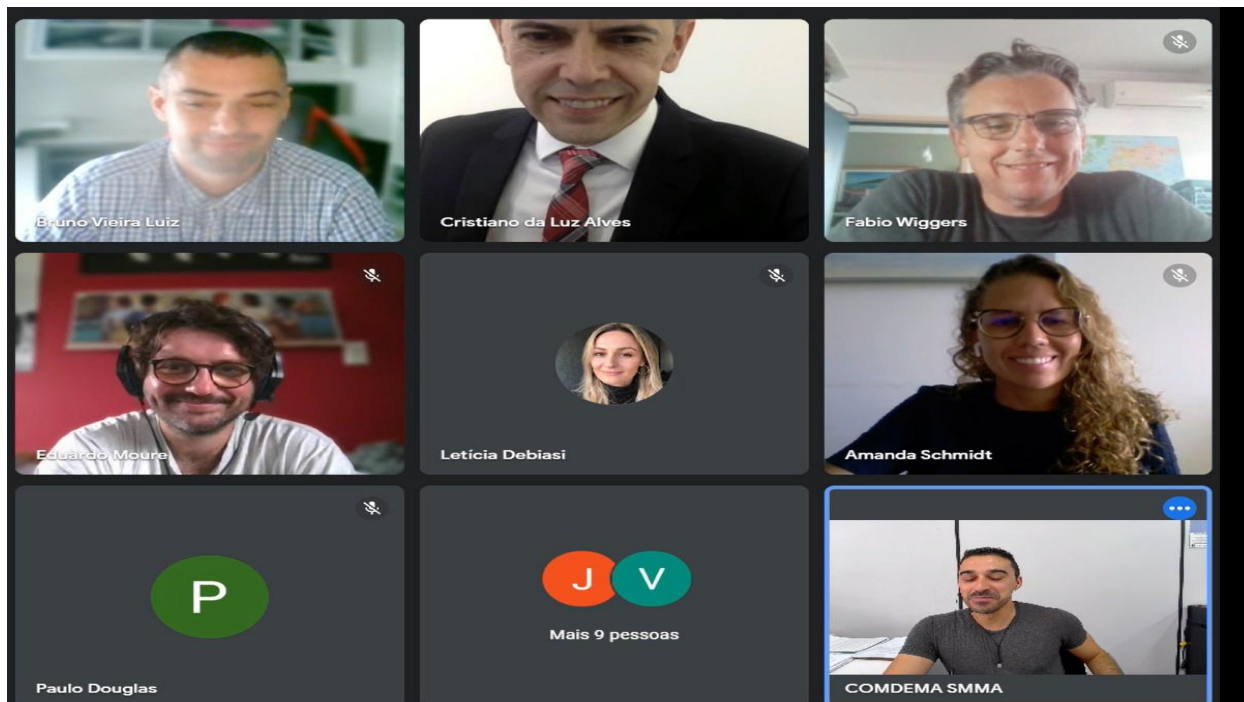 Bruno Vieira Luiz
Cristiano da Luz Alves
Fabio Wiggers
Eduardo Moure
Letícia Debiasi
Amanda Schmidt
P
Paulo Douglas
J V
Mais 9 pessoas
COMDEMA SMMA